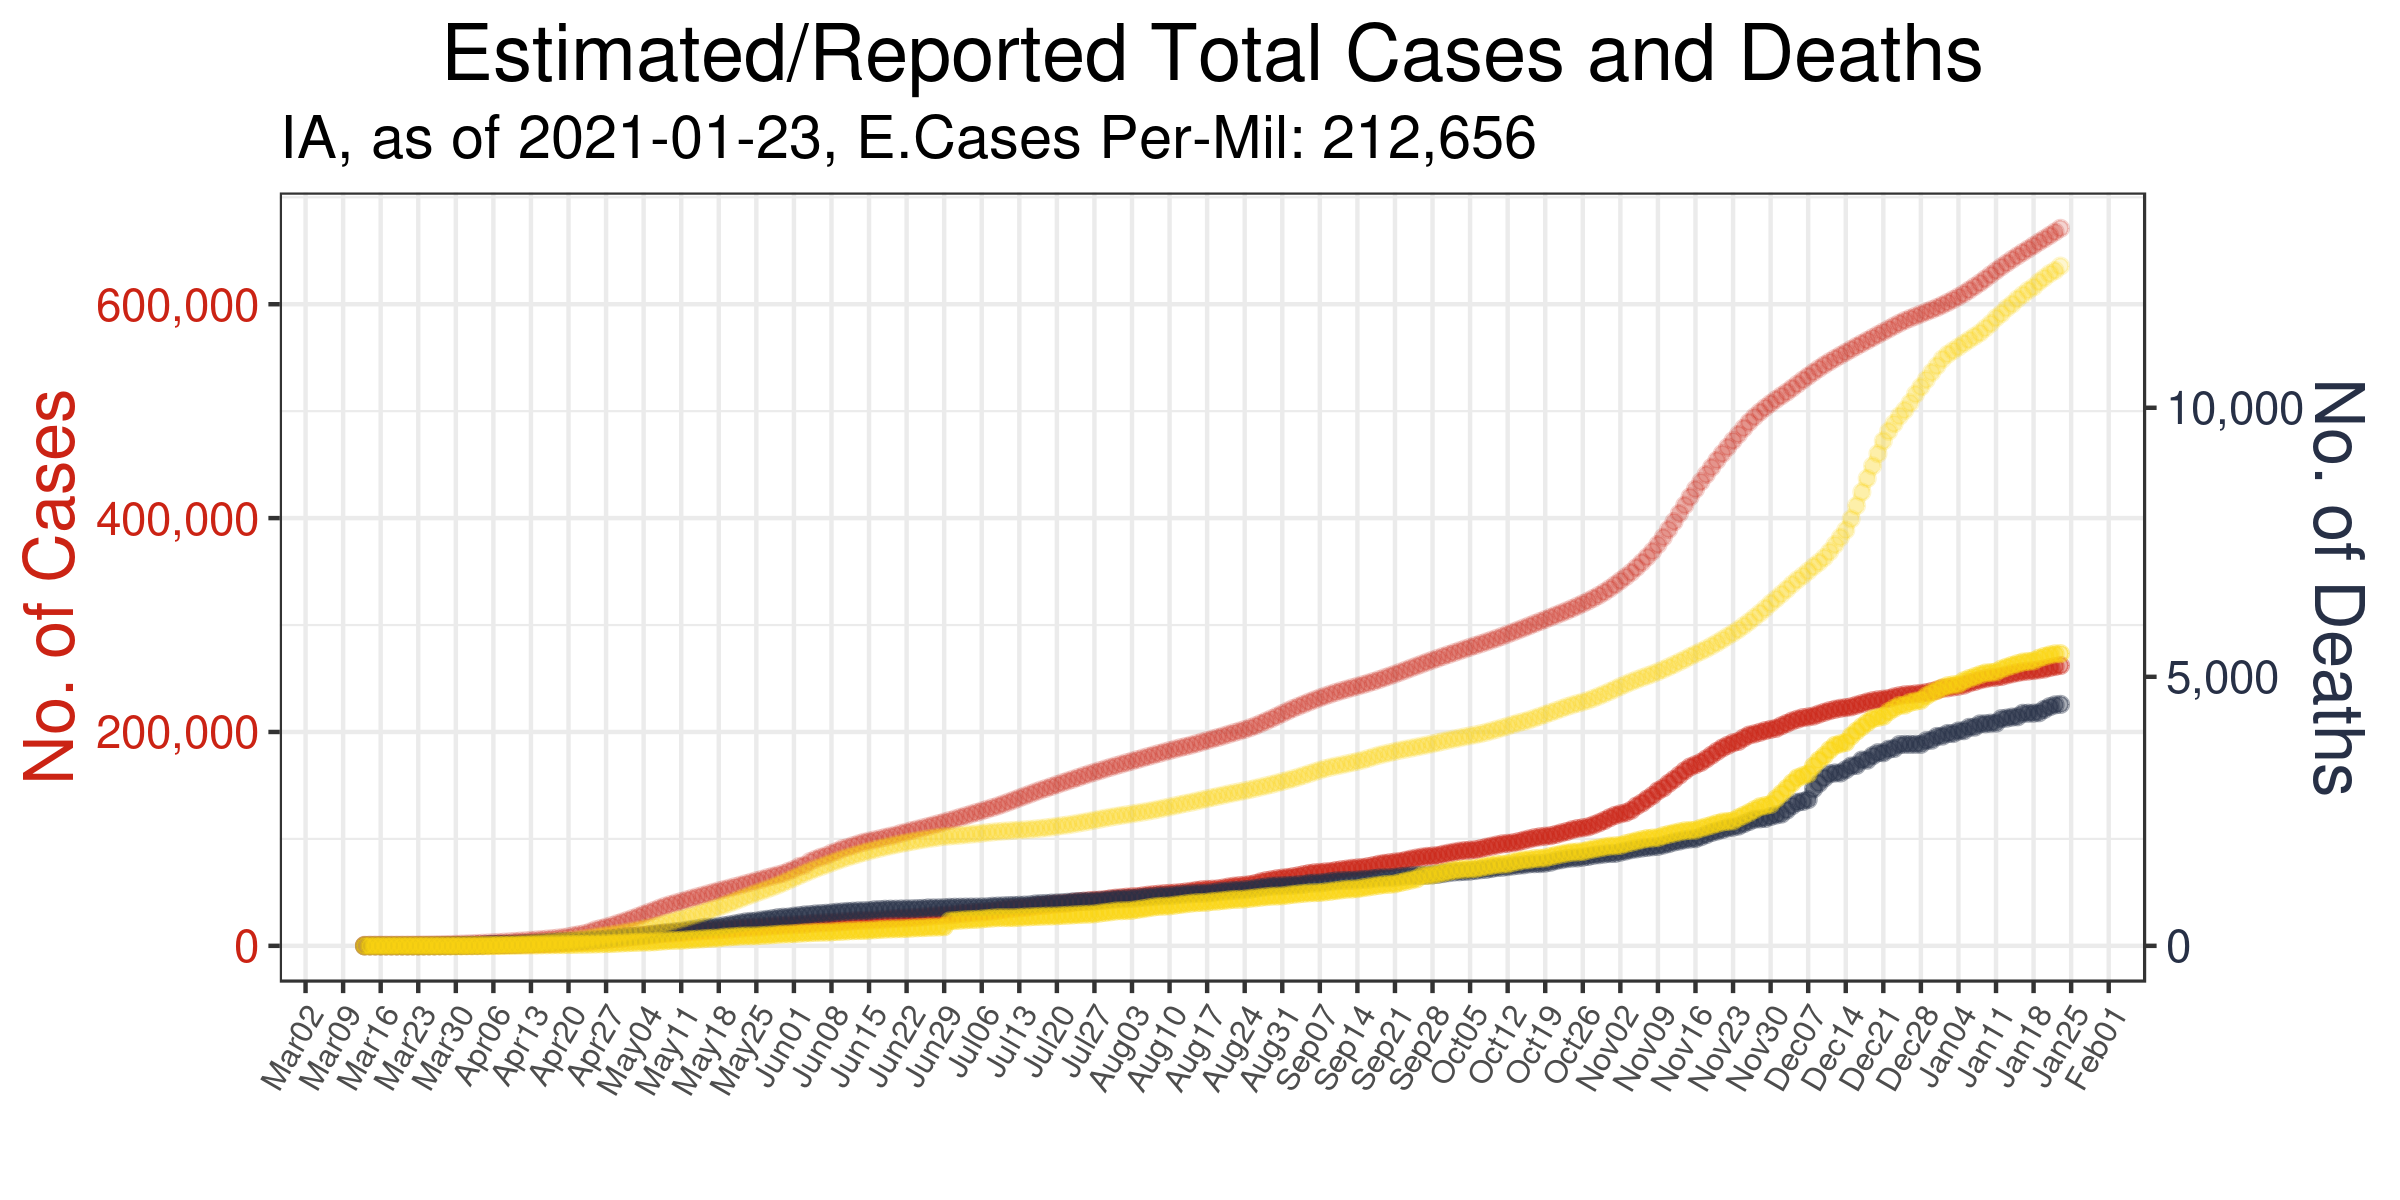 Estimated/Reported Total Cases and Deaths
IA, as of 2021-01-23, E.Cases Per-Mil: 212,656
No. of Cases
600,000
400,000
200,000
0
No. of Deaths
10,000
5,000
0
Mar02
Mar09
Mar16
Mar23
Mar30
Apr06
Apr13
Apr20
Apr27
May04
May11
May18
May25
Jun01
Jun08
Jun15
Jun22
Jun29
Jul06
Jul13
Jul20
Jul27
Aug03
Aug10
Aug17
Aug24
Aug31
Sep07
Sep14
Sep21
Sep28
Oct05
Oct12
Oct19
Oct26
Nov02
Nov09
Nov16
Nov23
Nov30
Dec07
Dec14
Dec21
Dec28
Jan04
Jan11
Jan18
Jan25
Feb01